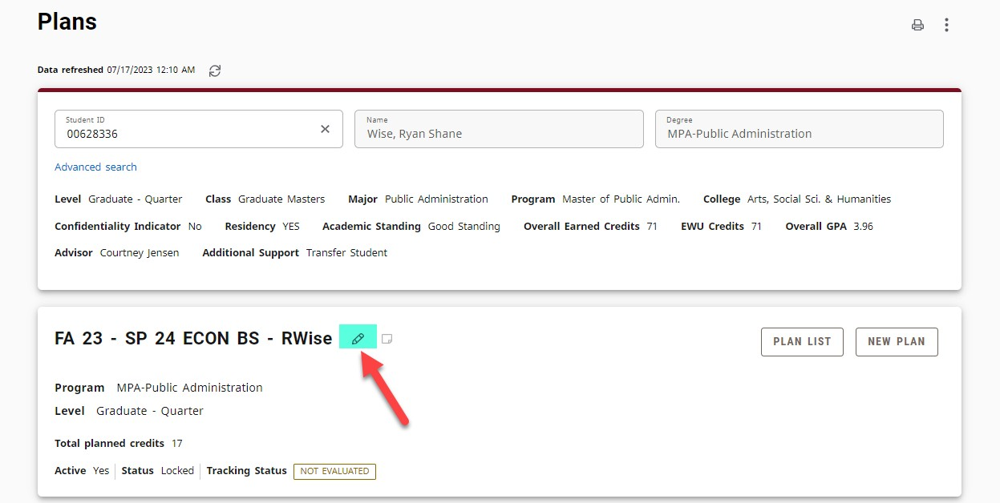 Plans
Data refreshed 07/17/2023 12:10 AM
Student ID Name Degree
00628336 Wise, Ryan Shane MPA-Public Administration
Advanced search
Level Graduate - Quarter Class Graduate Masters Major Public Administration Program Master of Public Admin. College Arts, Social Sci. & Humanities
Confidentiality Indicator No Residency YES Academic Standing Good Standing Overall Earned Credits 71 EWU Credits 71 Overall GPA 3.96
Advisor Courtney Jensen Additional Support Transfer Student
FA 23 - SP 24 ECON BS - RWise PLAN LIST NEW PLAN
Program MPA-Public Administration
Level Graduate - Quarter
Total planned credits 17
Active Yes Status Locked Tracking Status NOT EVALUATED